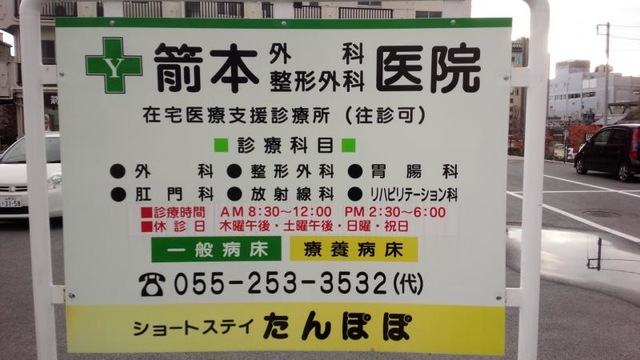 Y 箭本 外科 整形外科 医院
在宅医療支援診療所（往診可）
■診療科目■
●外科 ●整形外科 ●胃腸科
●肛門科 ●放射線科 ●リハビリテーション科
■診療時間 AM8:30～12:00 PM2:30～6:00
■休診日 木曜午後・土曜午後・日曜・祝日
一般病床 療養病床
☎055-253-3532(代)
ショートステイ たんぽぽ